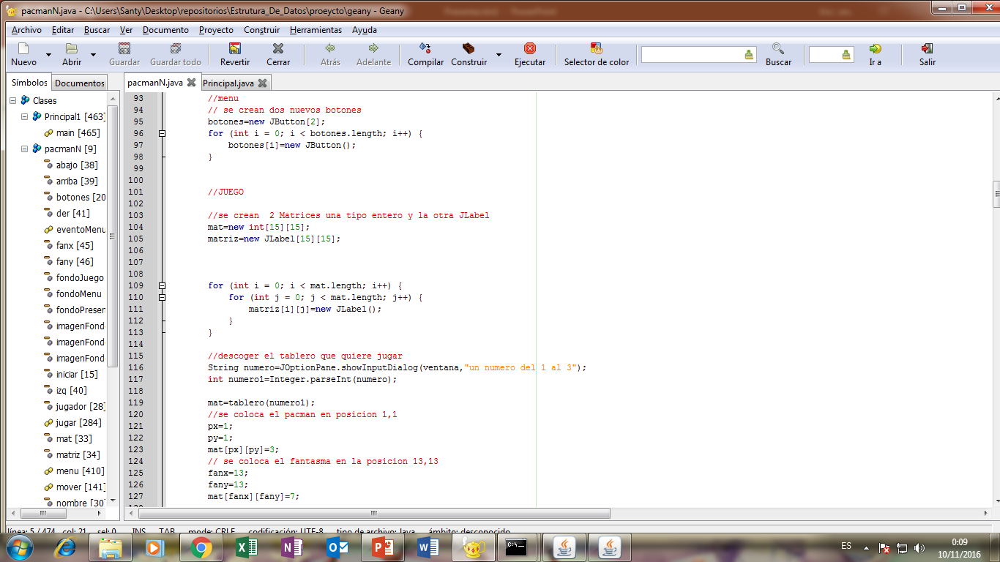 pacmanN.java - C:\Users\Santy\Desktop\repositorios\Estrutura_De_Datos\proeycto\geany - Geany
Archivo Editar Buscar Ver Documento Proyecto Construir Herramientas Ayuda
Nuevo Abrir Guardar Guardar todo Revertir Cerrar Atrás Adelante Compilar Construir Ejecutar Selector de color Buscar Ir a Salir
Símbolos Documentos pacmanN.java Principal.java
Clases
Principal1 [463]
main [465]
pacmanN [9]
abajo [38]
arriba [39]
botones [20
der [41]
eventoMenu
fanx [45]
fany [46]
fondoJuego
fondoMenu
fondoPresen
imagenFond
imagenFond
imagenFond
iniciar [15]
izq [40]
jugador [28]
jugar [284]
mat [33]
matriz [34]
menu [410]
mover [141]
nombre [30]
93 //menu
94 // se crean dos nuevos botones
95 botones=new JButton[2];
96 for (int i = 0; i < botones.length; i++) {
97 botones[i]=new JButton();
98 }
99
100
101 //JUEGO
102
103 //se crean  2 Matrices una tipo entero y la otra JLabel
104 mat=new int[15][15];
105 matriz=new JLabel[15][15];
106
107
108
109 for (int i = 0; i < mat.length; i++) {
110 for (int j = 0; j < mat.length; j++) {
111 matriz[i][j]=new JLabel();
112 }
113 }
114
115 //descoger el tablero que quiere jugar
116 String numero=JOptionPane.showInputDialog(ventana,"un numero del 1 al 3");
117 int numero1=Integer.parseInt(numero);
118
119 mat=tablero(numero1);
120 //se coloca el pacman en posicion 1,1
121 px=1;
122 py=1;
123 mat[px][py]=3;
124 // se coloca el fantasma en la posicion 13,13
125 fanx=13;
126 fany=13;
127 mat[fanx][fany]=7;
línea: 5 / 474 col: 21 sel: 0 INS TAB modo: CRLF codificación: UTF-8 tipo de archivo: Java ámbito: desconocido
ES 0:09
10/11/2016